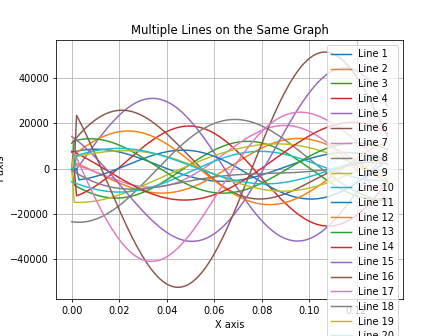 Multiple Lines on the Same Graph
40000
20000
0
−20000
−40000
0.00
0.02
0.04
0.06
0.08
0.10
X axis
Line 1
Line 2
Line 3
Line 4
Line 5
Line 6
Line 7
Line 8
Line 9
Line 10
Line 11
Line 12
Line 13
Line 14
Line 15
Line 16
Line 17
Line 18
Line 19
Line 20